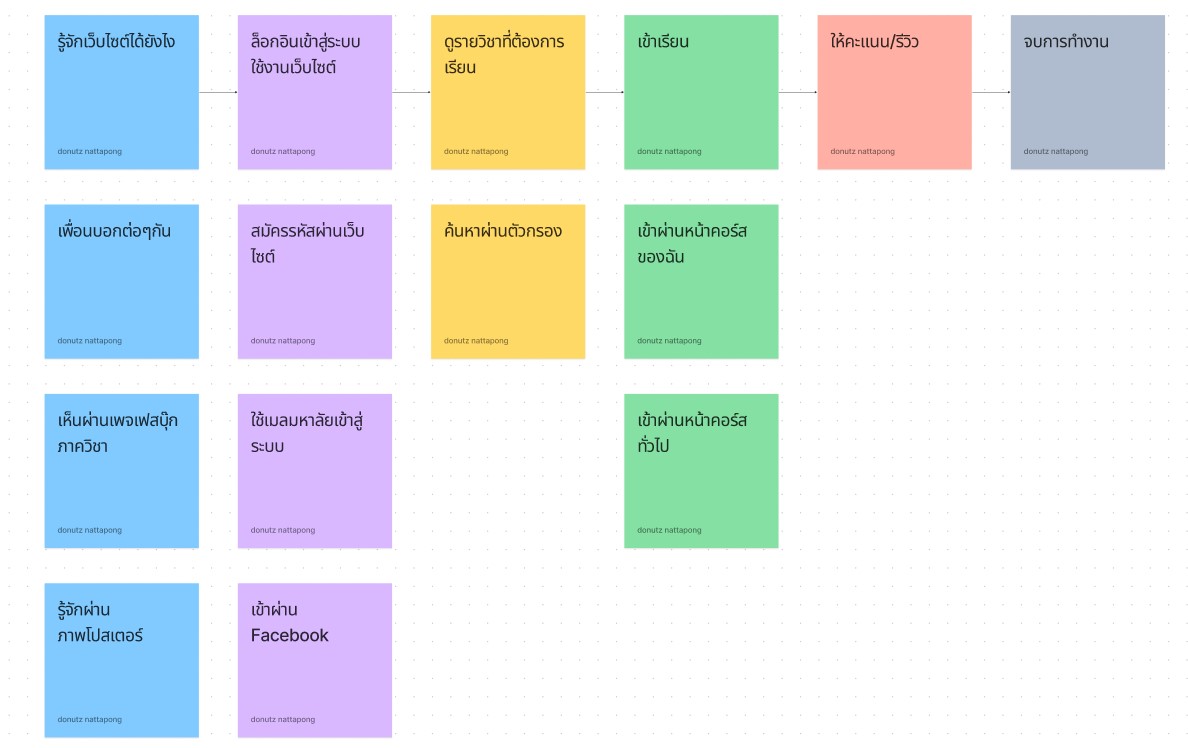 รู้จักเว็บไซต์ได้ยังไง
donutz nattapong
ล็อกอินเข้าสู่ระบบ
ใช้งานเว็บไซต์
donutz nattapong
ดูรายวิชาที่ต้องการ
เรียน
donutz nattapong
เข้าเรียน
donutz nattapong
ให้คะแนน/รีวิว
donutz nattapong
จบการทำงาน
donutz nattapong
เพื่อนบอกต่อๆกัน
donutz nattapong
สมัครรหัสผ่านเว็บ
ไซต์
donutz nattapong
ค้นหาผ่านตัวกรอง
donutz nattapong
เข้าผ่านหน้าคอร์ส
ของฉัน
donutz nattapong
เห็นผ่านเพจเฟสบุ๊ก
ภาควิชา
donutz nattapong
ใช้เมลมหาลัยเข้าสู่
ระบบ
donutz nattapong
เข้าผ่านหน้าคอร์ส
ทั่วไป
donutz nattapong
รู้จักผ่าน
ภาพโปสเตอร์
donutz nattapong
เข้าผ่าน
Facebook
donutz nattapong